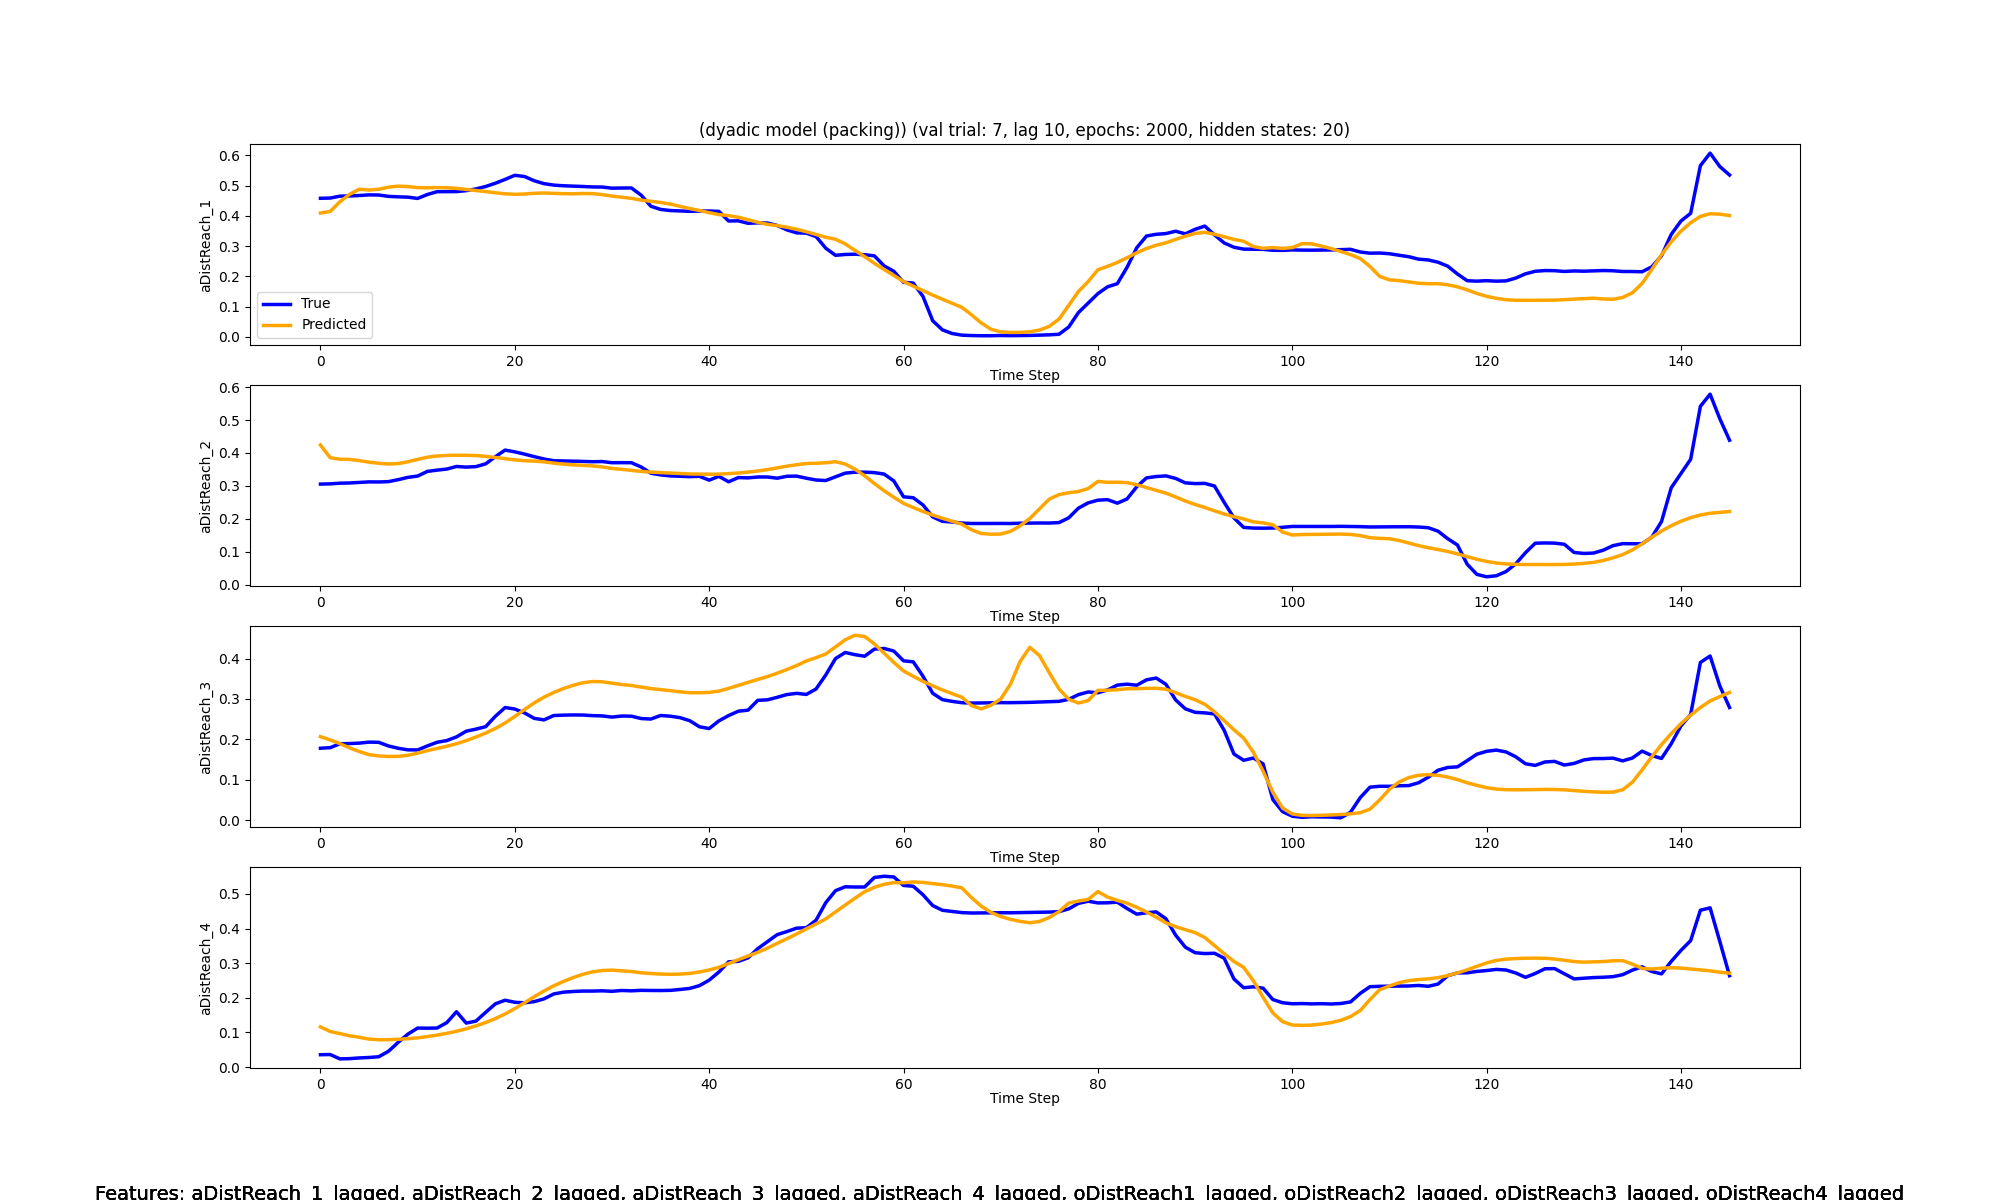 (dyadic model (packing)) (val trial: 7, lag 10, epochs: 2000, hidden states: 20)
aDistReach_1
0.6
0.5
0.4
0.3
0.2
0.1
0.0
True
Predicted
0 20 40 60 80 100 120 140
Time Step
aDistReach_2
0.6
0.5
0.4
0.3
0.2
0.1
0.0
0 20 40 60 80 100 120 140
Time Step
aDistReach_3
0.4
0.3
0.2
0.1
0.0
0 20 40 60 80 100 120 140
Time Step
aDistReach_4
0.5
0.4
0.3
0.2
0.1
0.0
0 20 40 60 80 100 120 140
Time Step
Features: aDistReach_1_lagged, aDistReach_2_lagged, aDistReach_3_lagged, aDistReach_4_lagged, oDistReach1_lagged, oDistReach2_lagged, oDistReach3_lagged, oDistReach4_lagged